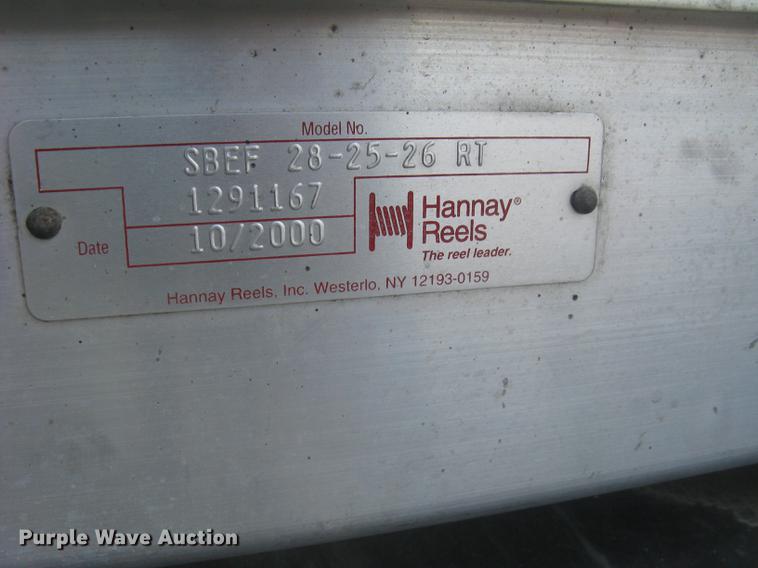 Model No.
SBEF 28-25-26 RT
1291167
Date 10/2000
Hannay®
Reels
The reel leader.
Hannay Reels, Inc. Westerlo, NY 12193-0159
Purple Wave Auction